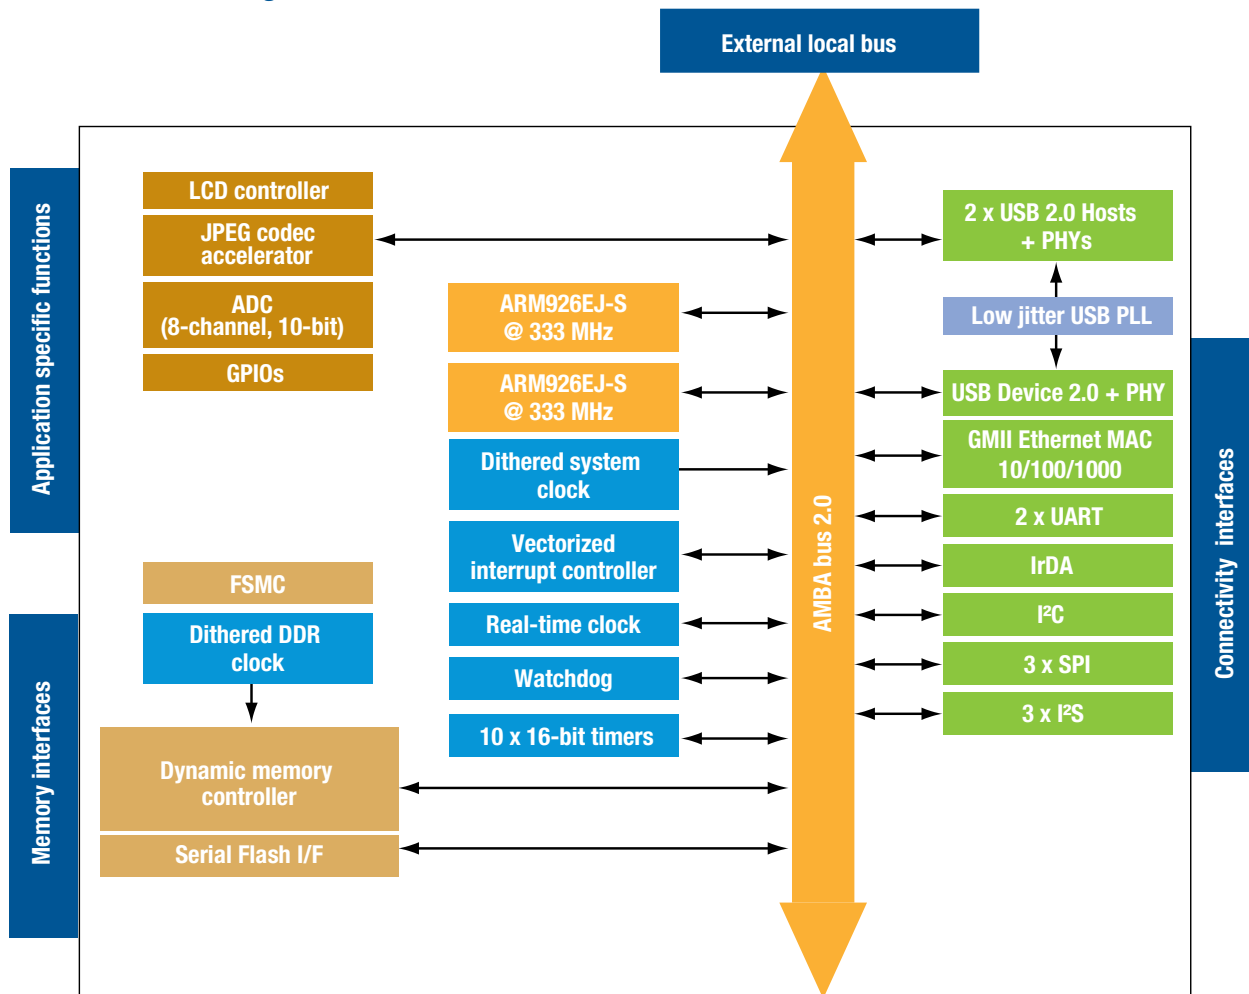 External local bus
Application specific functions
LCD controller
JPEG codec
accelerator
ADC
(8-channel, 10-bit)
GPIOs
ARM926EJ-S
@ 333 MHz
ARM926EJ-S
@ 333 MHz
Dithered system
clock
Vectorized
interrupt controller
Real-time clock
Watchdog
10 x 16-bit timers
Memory interfaces
FSMC
Dithered DDR
clock
Dynamic memory
controller
Serial Flash I/F
AMBA bus 2.0
2 x USB 2.0 Hosts
+ PHYs
Low jitter USB PLL
USB Device 2.0 + PHY
GMII Ethernet MAC
10/100/1000
2 x UART
IrDA
I²C
3 x SPI
3 x I²S
Connectivity interfaces